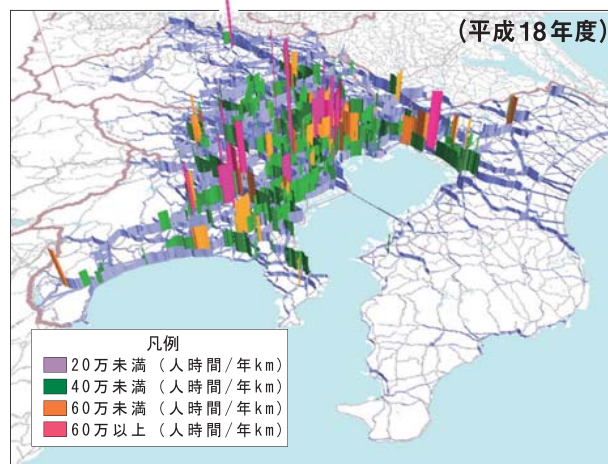 (平成18年度)
凡例
20万未満 (人時間/年km)
40万未満 (人時間/年km)
60万未満 (人時間/年km)
60万以上 (人時間/年km)